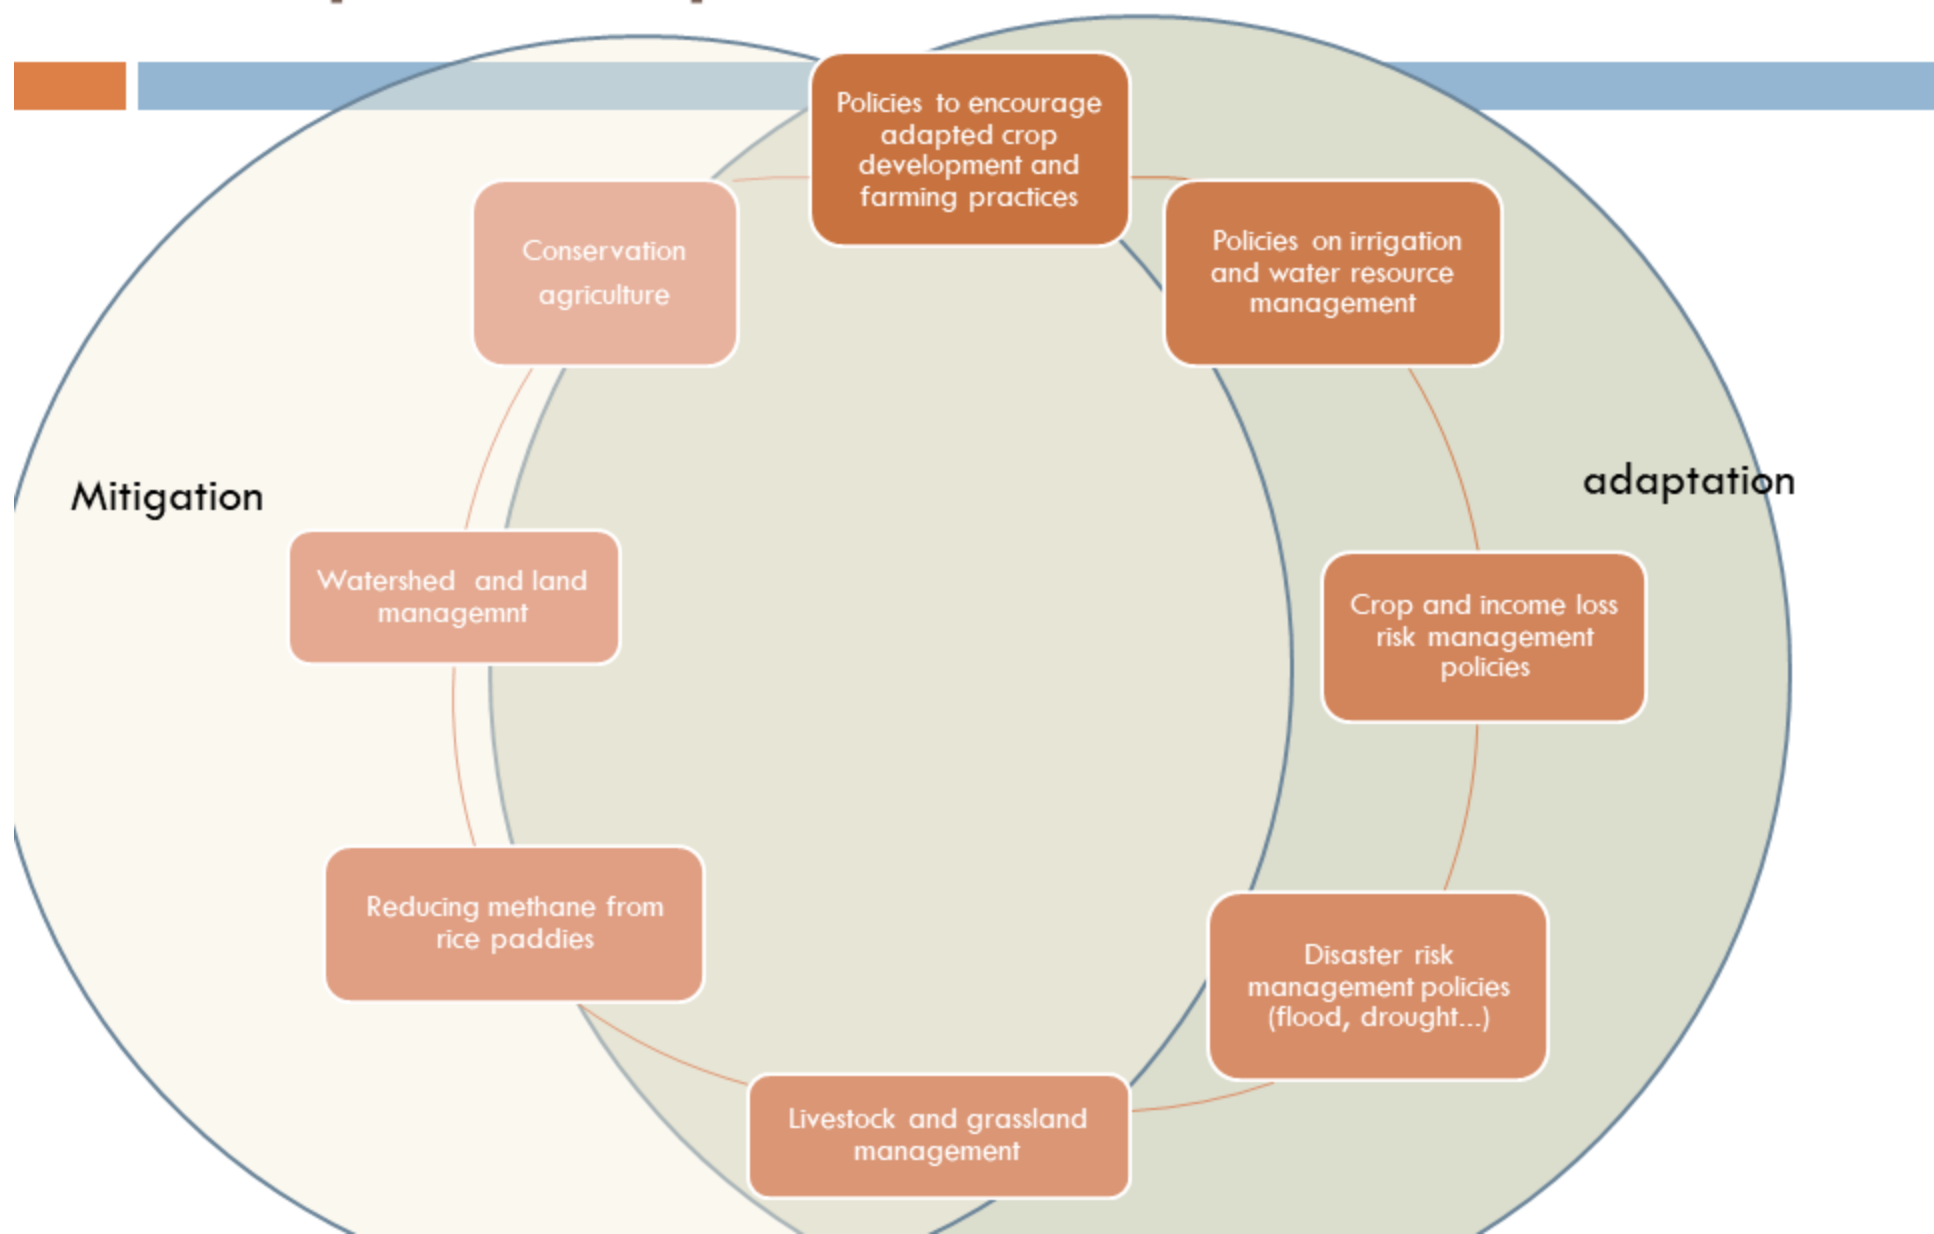 Policies to encourage
adapted crop
development and
farming practices
Conservation
agriculture
Policies on irrigation
and water resource
management
Mitigation
adaptation
Watershed and land
managemnt
Crop and income loss
risk management
policies
Reducing methane from
rice paddies
Disaster risk
management policies
(flood, drought...)
Livestock and grassland
management